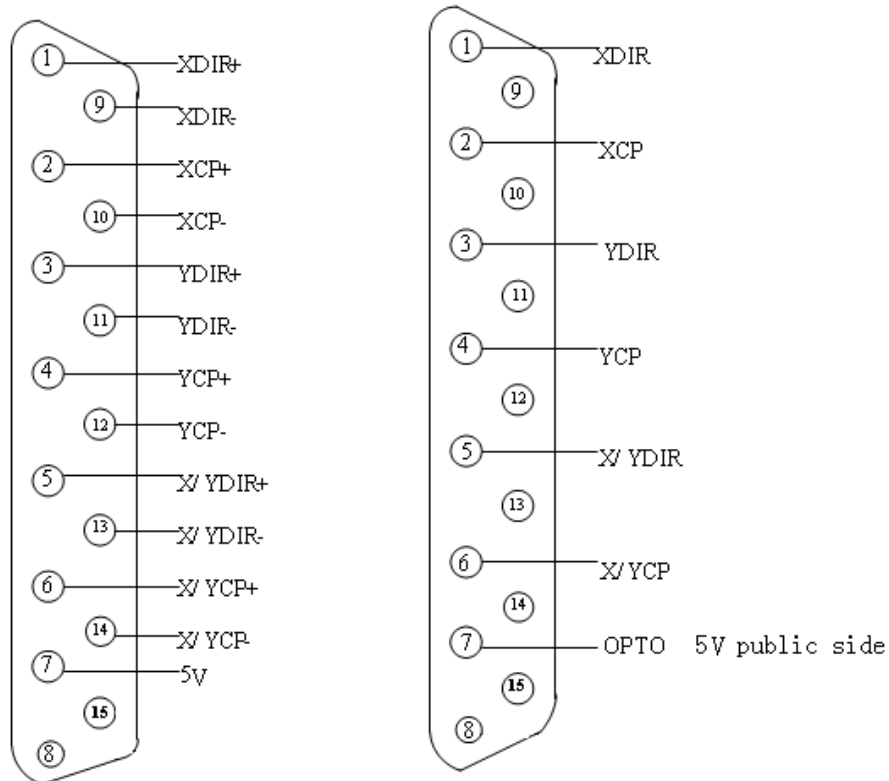 1 XDIR+
9 XDIR-
2 XCP+
10 XCP-
3 YDIR+
11 YDIR-
4 YCP+
12 YCP-
5 X/YDIR+
13 X/YDIR-
6 X/YCP+
14 X/YCP-
7 5V
15
8
1 XDIR
9
2 XCP
10
3 YDIR
11
4 YCP
12
5 X/YDIR
13
6 X/YCP
14
7 OPTO 5V public side
15
8